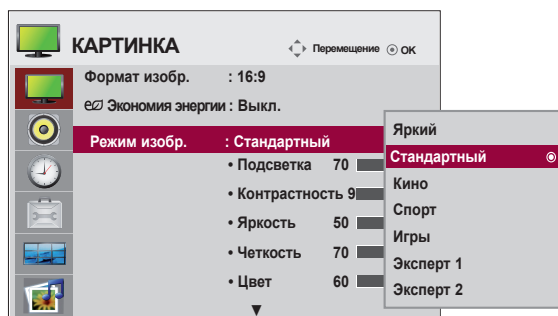 КАРТИНКА
Перемещение ОК
Формат изобр. : 16:9
Экономия энергии : Выкл.
Режим изобр. : Стандартный
• Подсветка 70
• Контрастность 9
• Яркость 50
• Четкость 70
• Цвет 60
▼
Яркий
Стандартный
Кино
Спорт
Игры
Эксперт 1
Эксперт 2